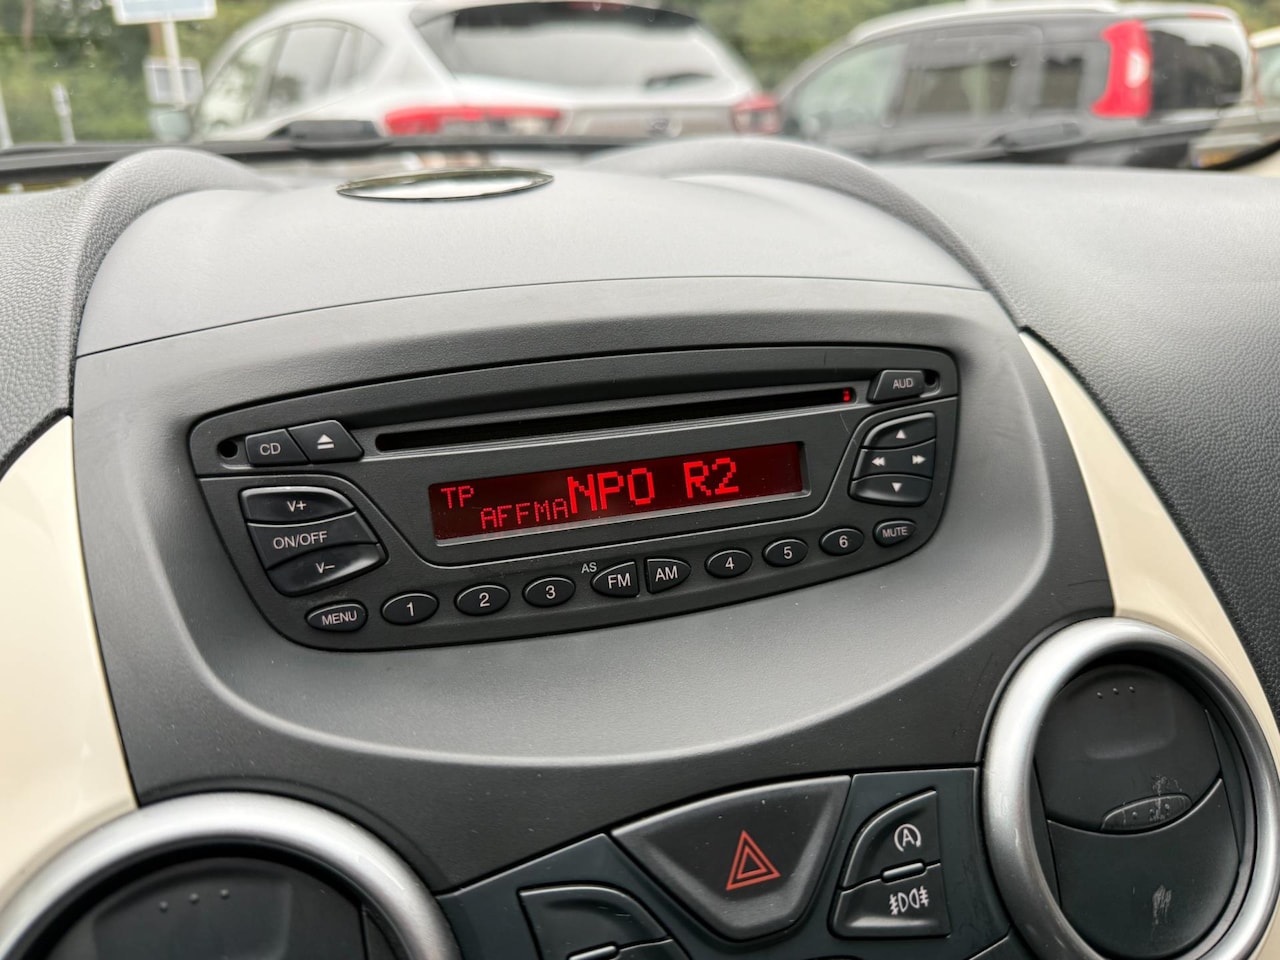 CD
AUD
V+
ON/OFF
V–
TP
AFFMA
NPO R2
MENU
1
2
3
AS
FM
AM
4
5
6
MUTE
A